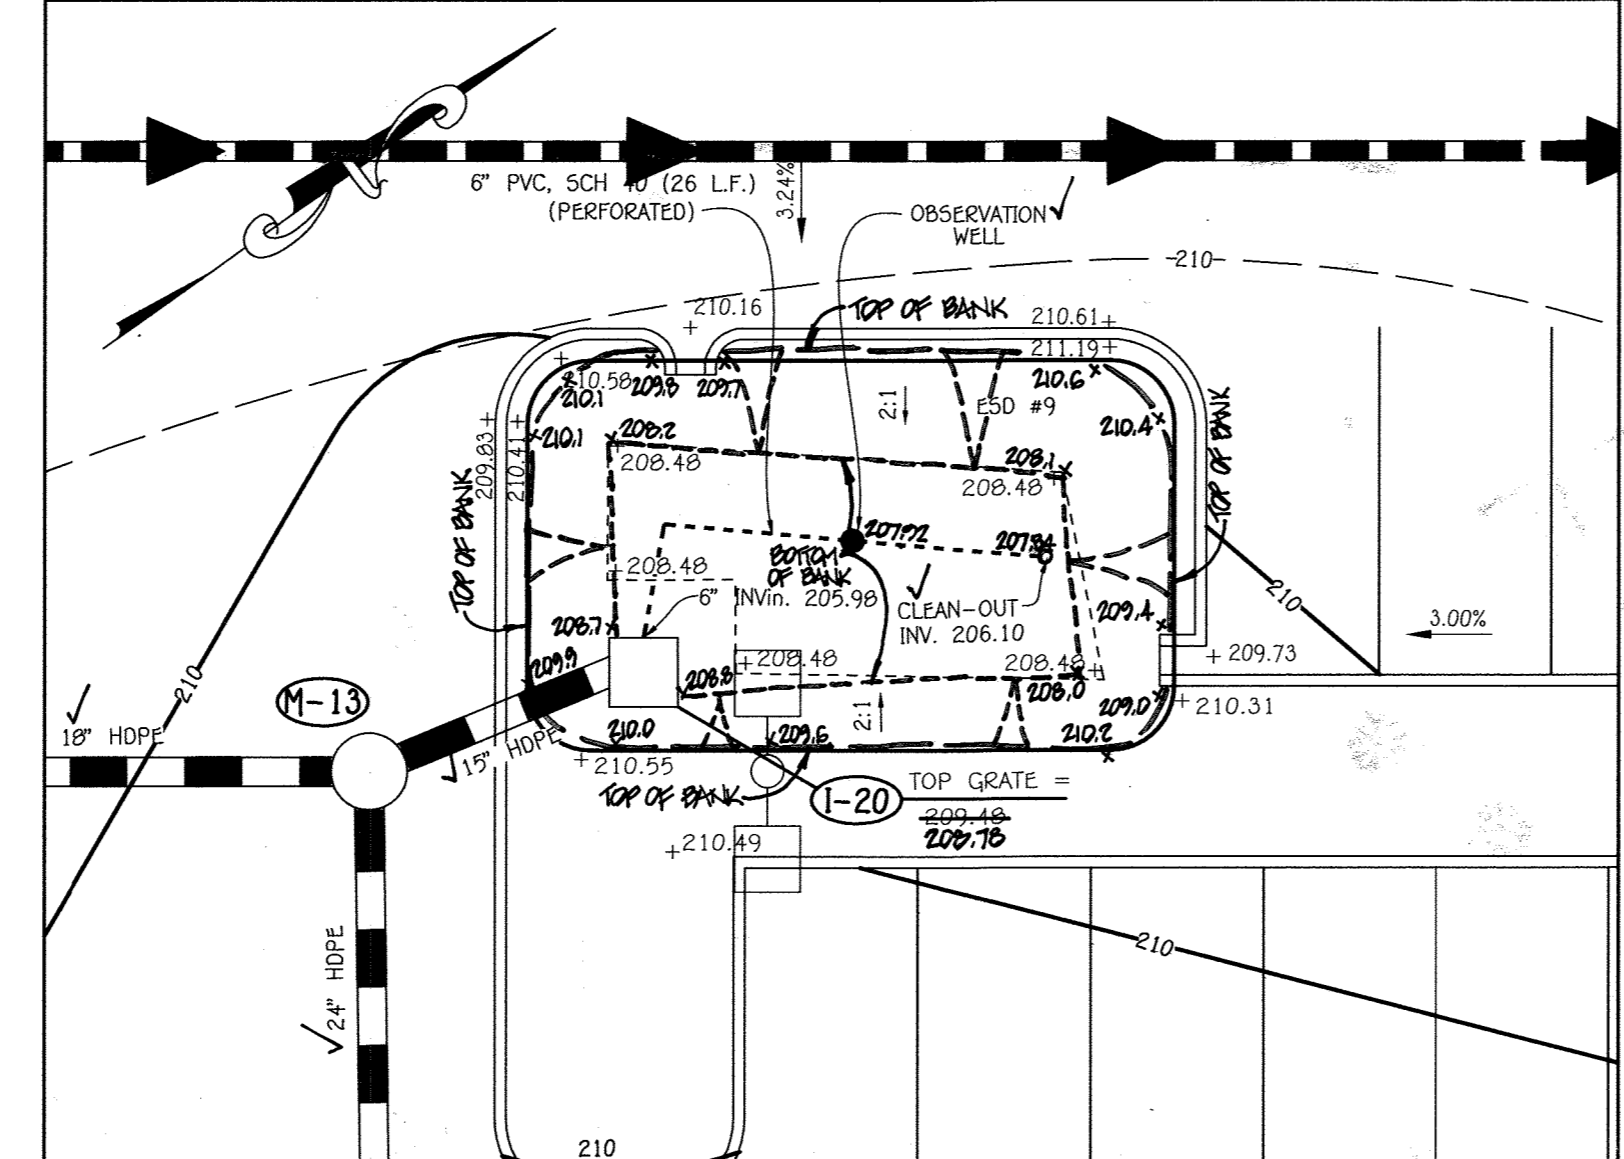 6" PVC, SCH 40 (26 L.F.)
(PERFORATED)
3.24%
OBSERVATION
WELL
210
210.16
TOP OF BANK
210.61
211.19
210.58
209.8
209.7
210.6
210.1
2:1
ESD #9
210.4
TOP OF BANK
209.83
210.41
210.1
208.2
208.48
208.1
208.48
TOP OF BANK
207.92
207.84
BOTTOM
OF BANK
208.48
6" INVin. 205.98
CLEAN-OUT
INV. 206.10
210
3.00%
209.4
208.7
209.9
208.48
208.48
209.73
210
M-13
208.8
208.0
209.0
210.31
18" HDPE
15" HDPE
210.0
2:1
209.6
210.2
210.55
TOP OF BANK
I-20
TOP GRATE =
209.48
208.78
210.49
24" HDPE
210
210